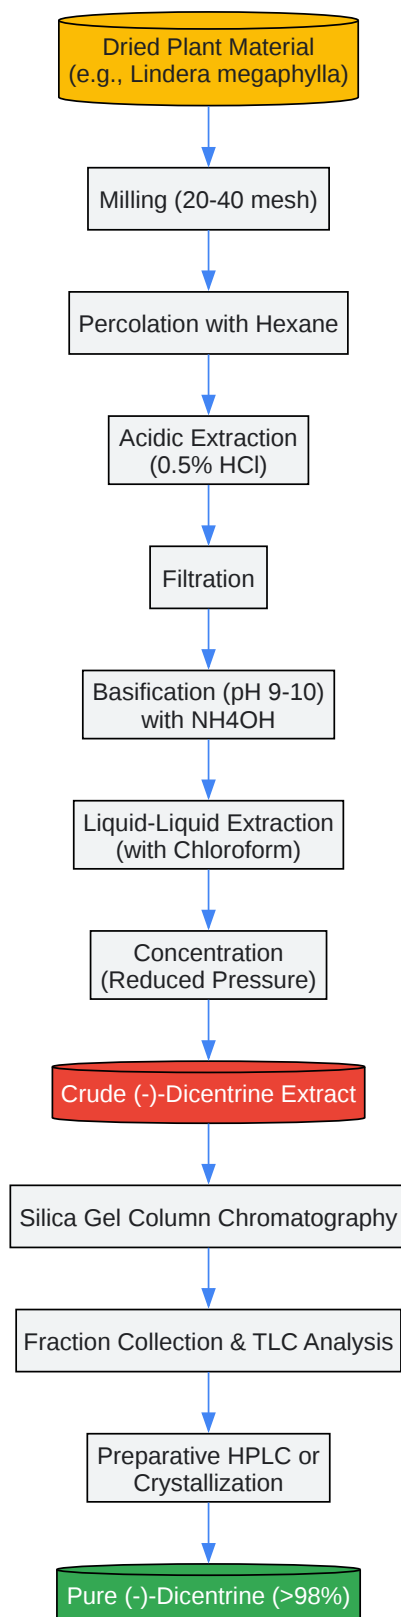 Dried Plant Material
(e.g., Lindera megaphylla)
Milling (20-40 mesh)
Percolation with Hexane
Acidic Extraction
(0.5% HCl)
Filtration
Basification (pH 9-10)
with NH4OH
Liquid-Liquid Extraction
(with Chloroform)
Concentration
(Reduced Pressure)
Crude (-)-Dicentrine Extract
Silica Gel Column Chromatography
Fraction Collection & TLC Analysis
Preparative HPLC or
Crystallization
Pure (-)-Dicentrine (>98%)